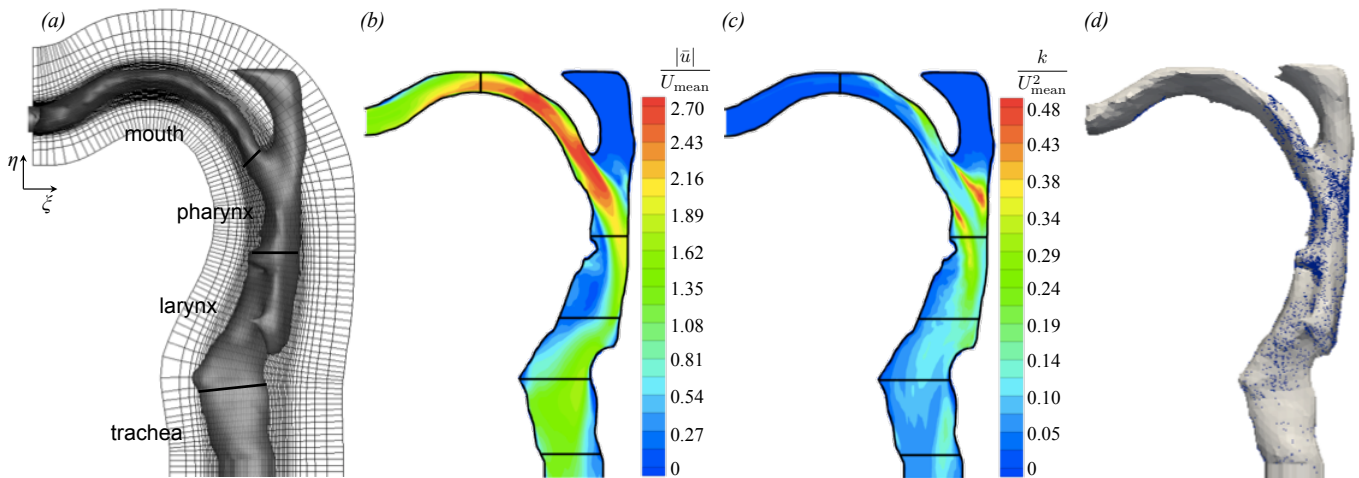 (a)
mouth
η
ξ
pharynx
larynx
trachea
(b)
|ū|
U_mean
2.70
2.43
2.16
1.89
1.62
1.35
1.08
0.81
0.54
0.27
0
(c)
k
U²_mean
0.48
0.43
0.38
0.34
0.29
0.24
0.19
0.14
0.10
0.05
0
(d)